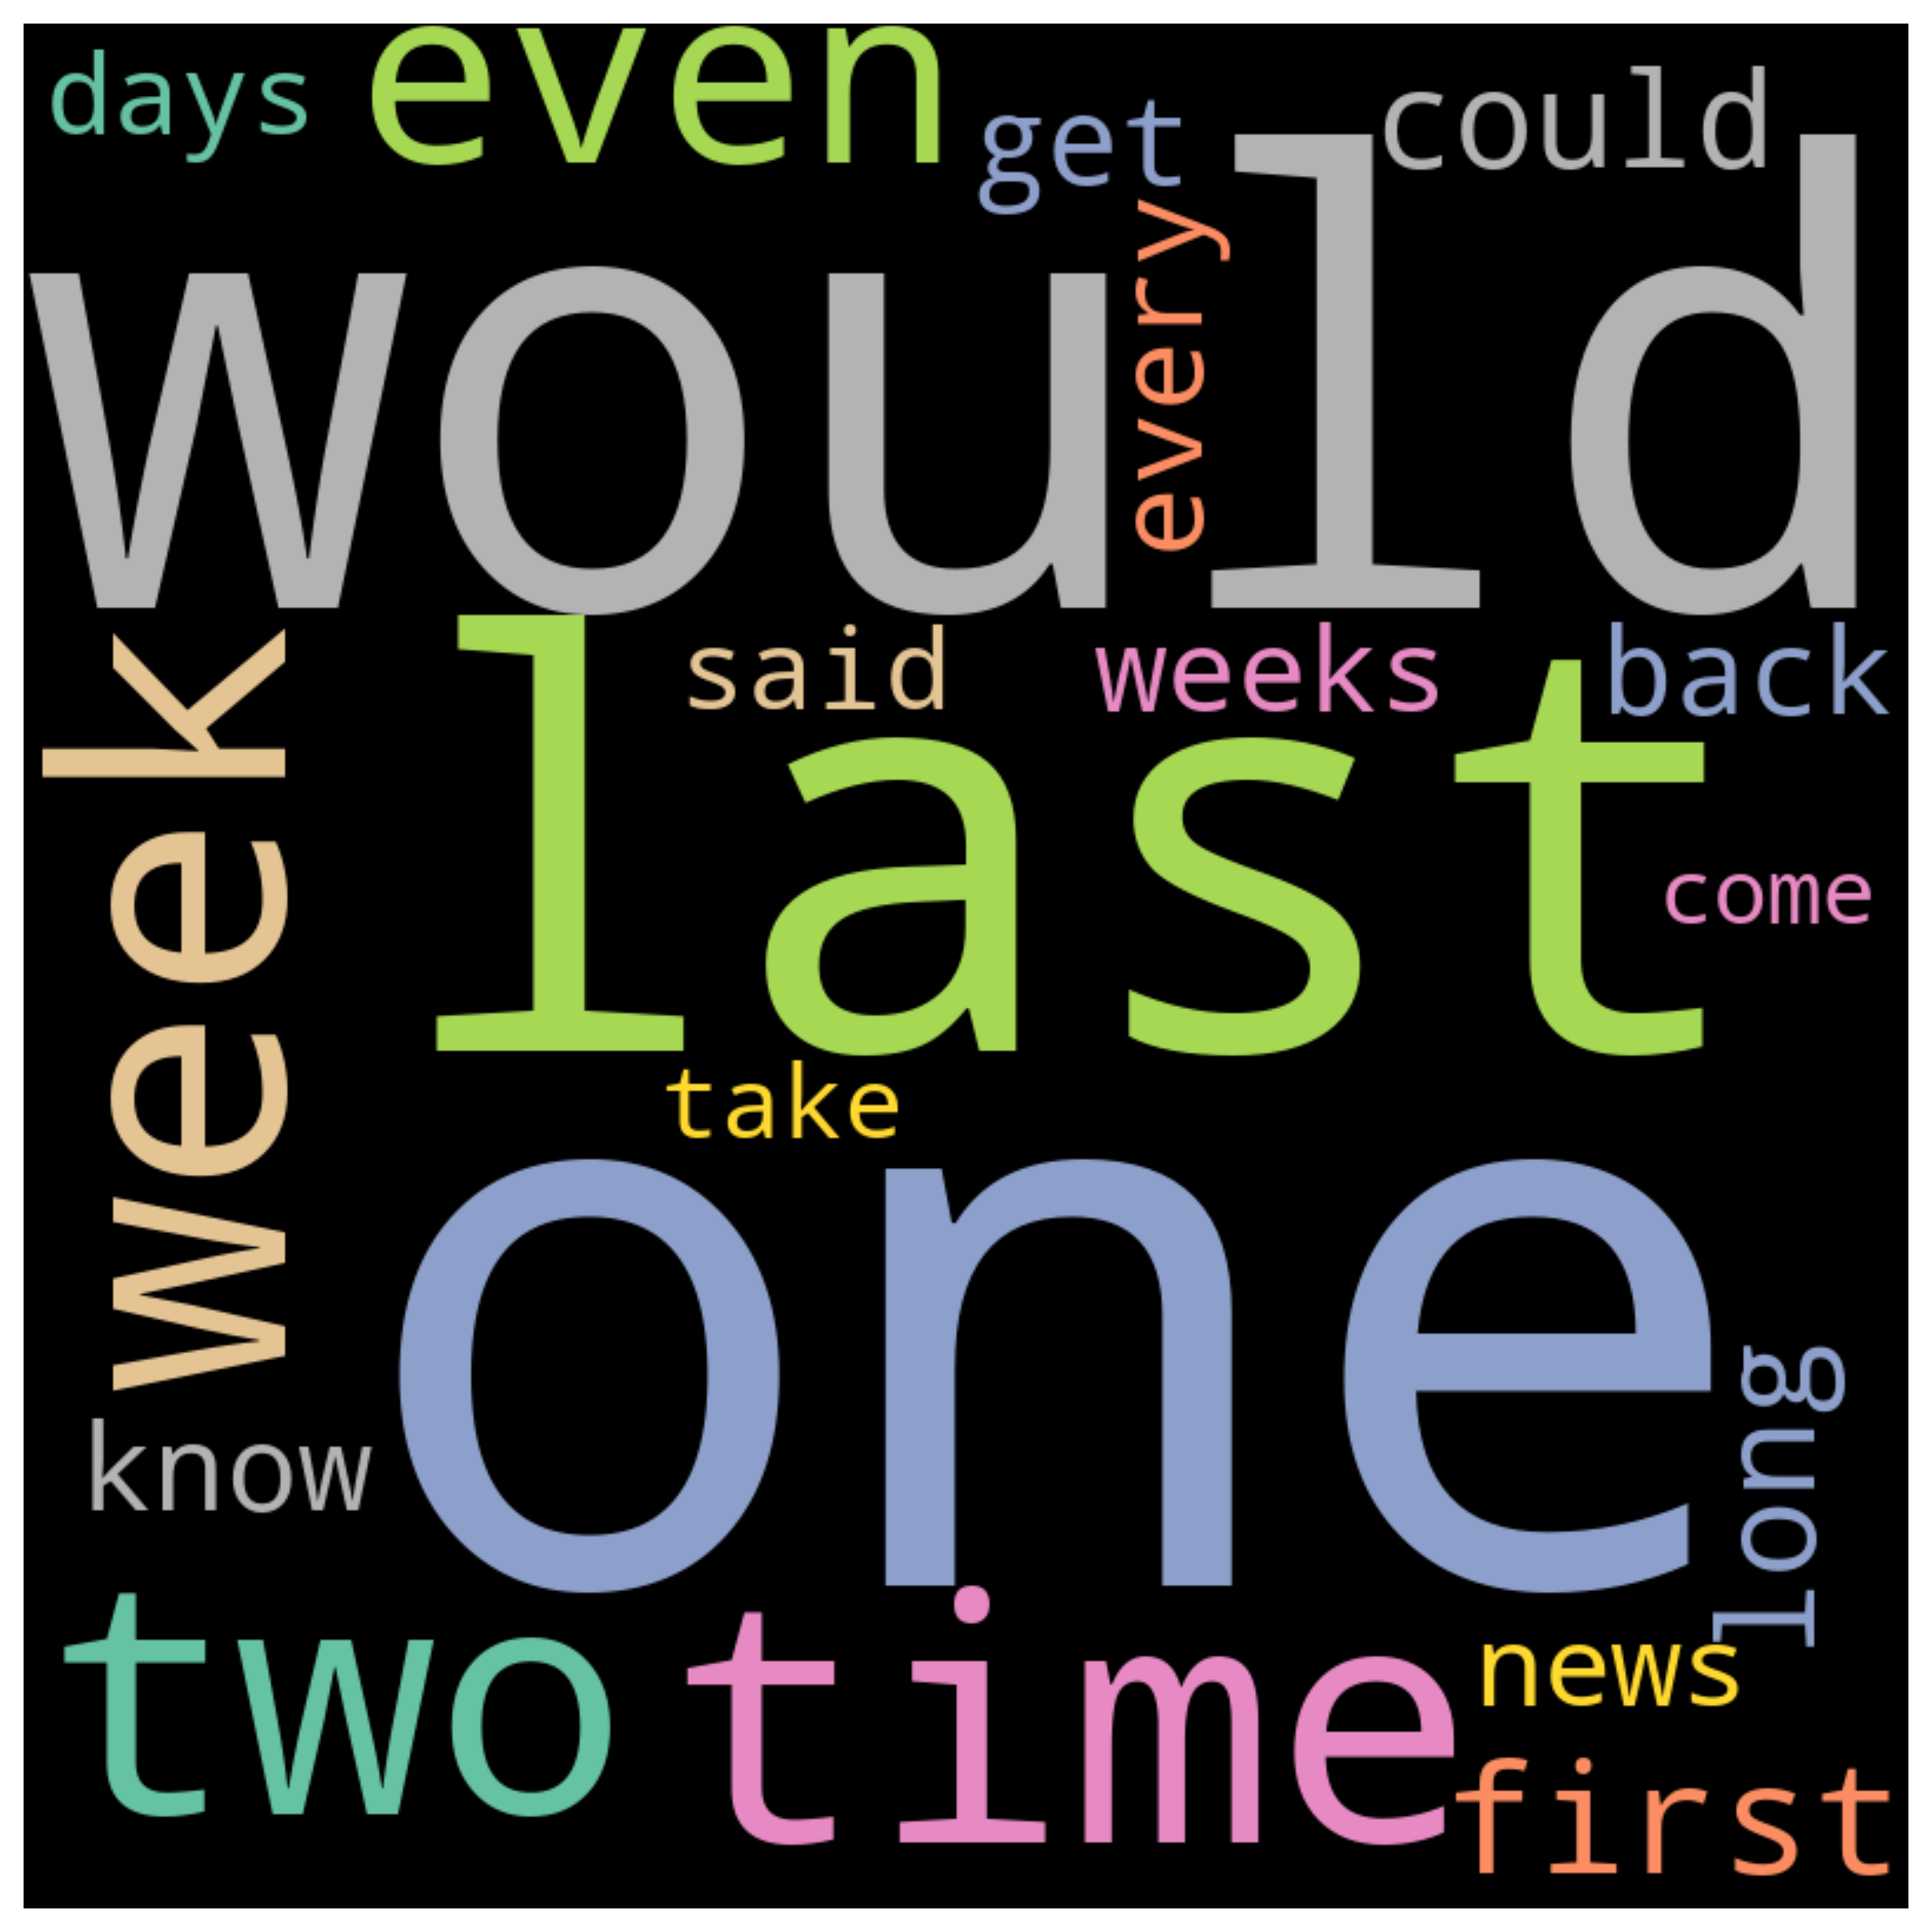 days
even
get
could
would
every
said
weeks
back
week
last
come
take
one
long
know
two
time
news
first